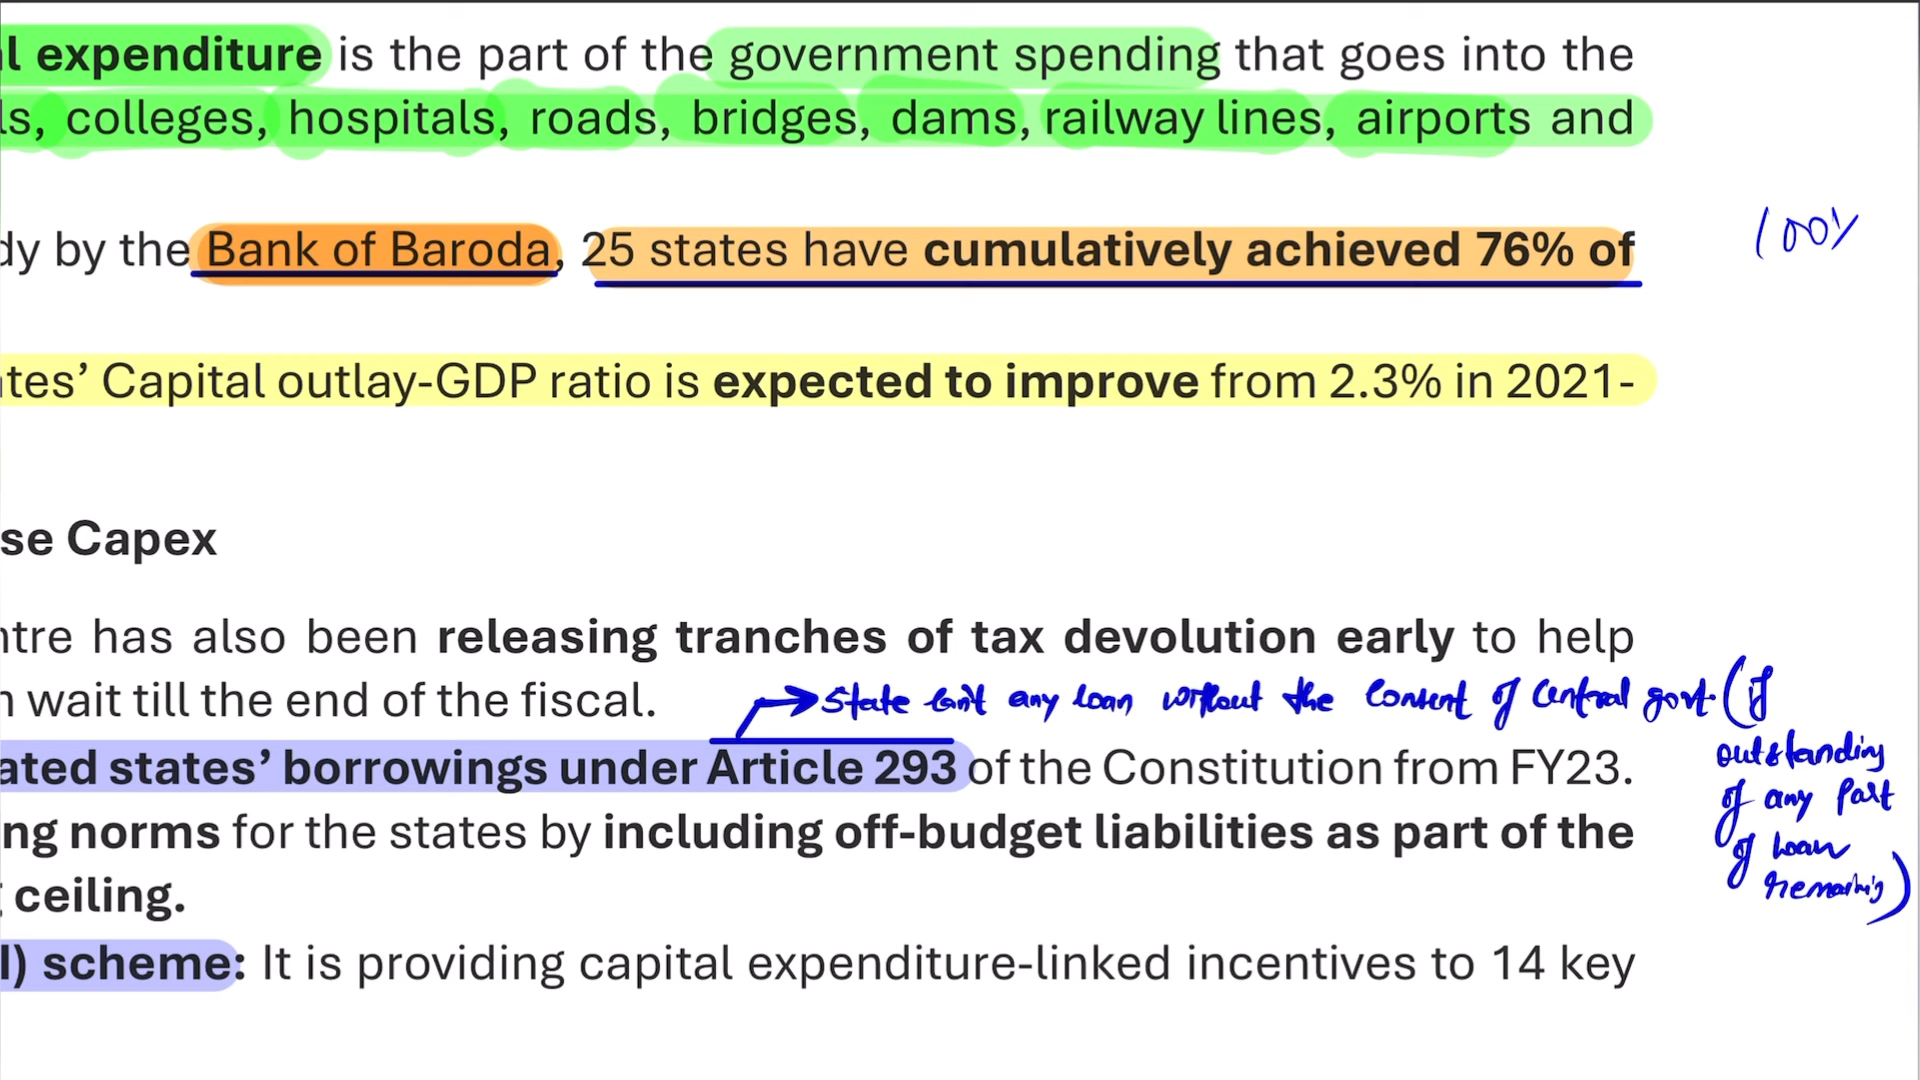 l expenditure is the part of the government spending that goes into the
ls, colleges, hospitals, roads, bridges, dams, railway lines, airports and
dy by the Bank of Baroda, 25 states have cumulatively achieved 76% of
100%
tes’ Capital outlay-GDP ratio is expected to improve from 2.3% in 2021-
se Capex
ntre has also been releasing tranches of tax devolution early to help
n wait till the end of the fiscal.
State can't any loan without the consent of Central govt. (if
outstanding
of any part
of loan
remaining)
ated states’ borrowings under Article 293 of the Constitution from FY23.
ng norms for the states by including off-budget liabilities as part of the
ceiling.
I) scheme: It is providing capital expenditure-linked incentives to 14 key